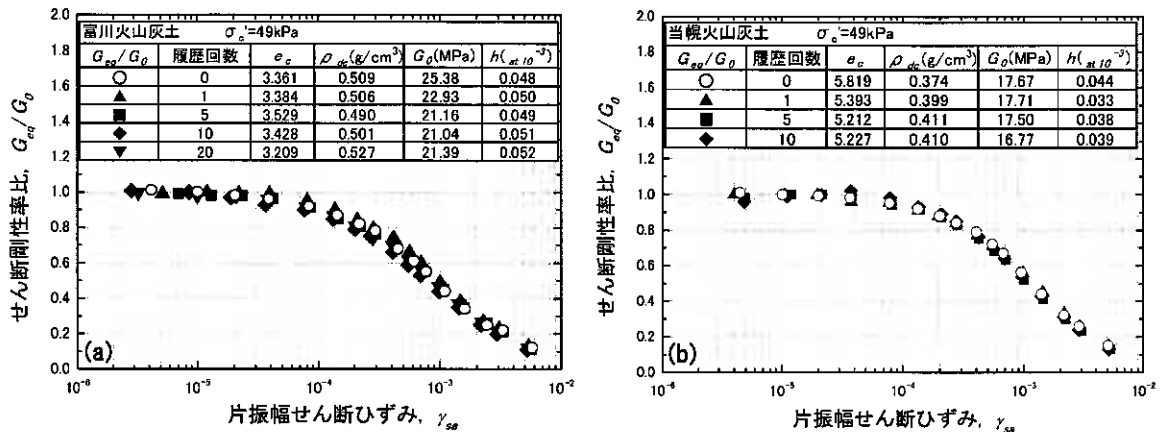 富川火山灰土 σc'=49kPa
Geq/G0 履歴回数 ec ρdc(g/cm³) G0(MPa) h(at10⁻³)
0 3.361 0.509 25.38 0.048
1 3.384 0.506 22.93 0.050
5 3.529 0.490 21.16 0.049
10 3.428 0.501 21.04 0.051
20 3.209 0.527 21.39 0.052
せん断剛性率比, Geq/G0
2.0
1.8
1.6
1.4
1.2
1.0
0.8
0.6
0.4
0.2
0.0
(a)
10⁻⁶ 10⁻⁵ 10⁻⁴ 10⁻³ 10⁻²
片振幅せん断ひずみ, γsa
当幌火山灰土 σc'=49kPa
Geq/G0 履歴回数 ec ρdc(g/cm³) G0(MPa) h(at10⁻³)
0 5.819 0.374 17.67 0.044
1 5.393 0.399 17.71 0.033
5 5.212 0.411 17.50 0.038
10 5.227 0.410 16.77 0.039
せん断剛性率比, Geq/G0
2.0
1.8
1.6
1.4
1.2
1.0
0.8
0.6
0.4
0.2
0.0
(b)
10⁻⁶ 10⁻⁵ 10⁻⁴ 10⁻³ 10⁻²
片振幅せん断ひずみ, γsa